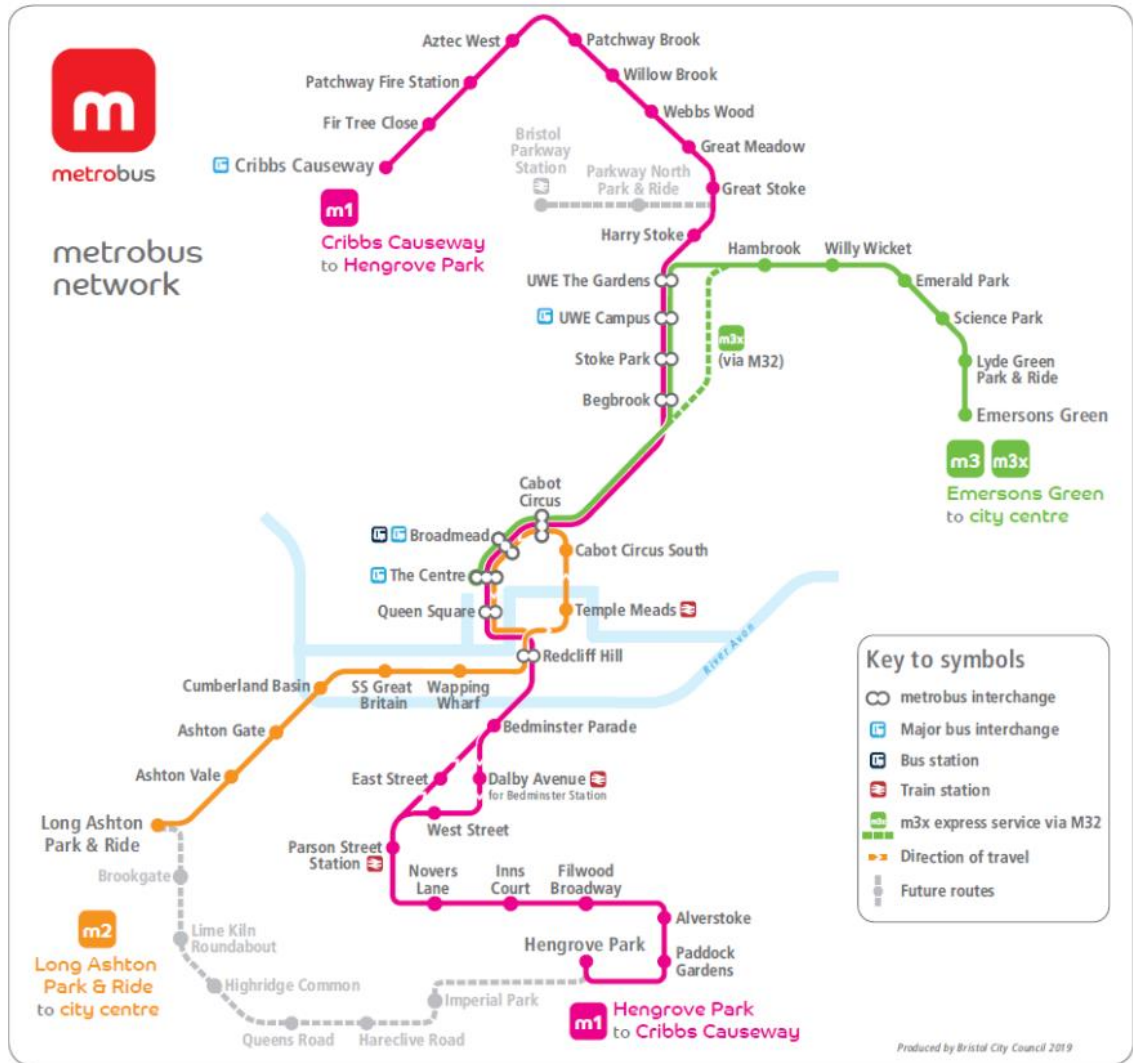 m
metrobus
metrobus
network
Aztec West
Patchway Brook
Patchway Fire Station
Willow Brook
Fir Tree Close
Webbs Wood
Cribbs Causeway
Great Meadow
Bristol
Parkway
Station
Parkway North
Park & Ride
Great Stoke
m1
Cribbs Causeway
to Hengrove Park
Harry Stoke
Hambrook
Willy Wicket
UWE The Gardens
Emerald Park
UWE Campus
Science Park
m3x
(via M32)
Stoke Park
Lyde Green
Park & Ride
Begbrook
Emersons Green
m3 m3x
Emersons Green
to city centre
Cabot
Circus
Broadmead
Cabot Circus South
The Centre
Queen Square
Temple Meads
River Avon
Redcliff Hill
Cumberland Basin
SS Great
Britain
Wapping
Wharf
Ashton Gate
Bedminster Parade
Ashton Vale
East Street
Dalby Avenue
for Bedminster Station
Long Ashton
Park & Ride
West Street
Parson Street
Station
Brookgate
Novers
Lane
Inns
Court
Filwood
Broadway
Alverstoke
m2
Long Ashton
Park & Ride
to city centre
Lime Kiln
Roundabout
Hengrove Park
Paddock
Gardens
Highridge Common
Imperial Park
Queens Road
Hareclive Road
m1
Hengrove Park
to Cribbs Causeway
Key to symbols
metrobus interchange
Major bus interchange
Bus station
Train station
m3x
m3x express service via M32
Direction of travel
Future routes
Produced by Bristol City Council 2019